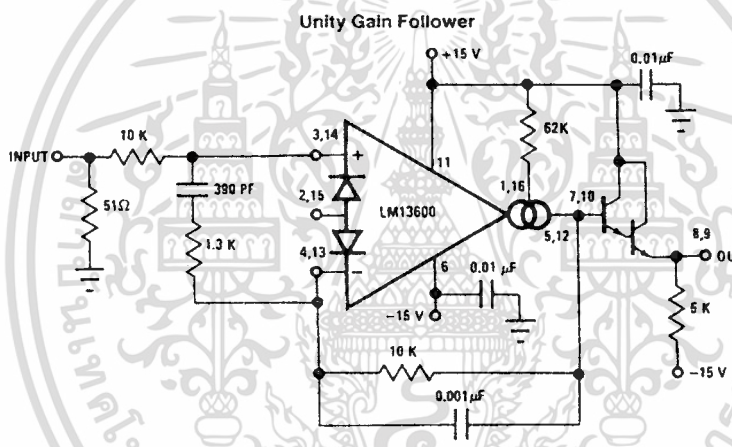 Unity Gain Follower
+15 V
0.01µF
10 K
3,14
62K
INPUT
+
11
1,16
7,10
390 PF
2,15
LM13600
51Ω
5,12
8,9
OU
4,13
1.3 K
6
0.01 µF
5 K
−
−15 V
10 K
−15 V
0.001µF